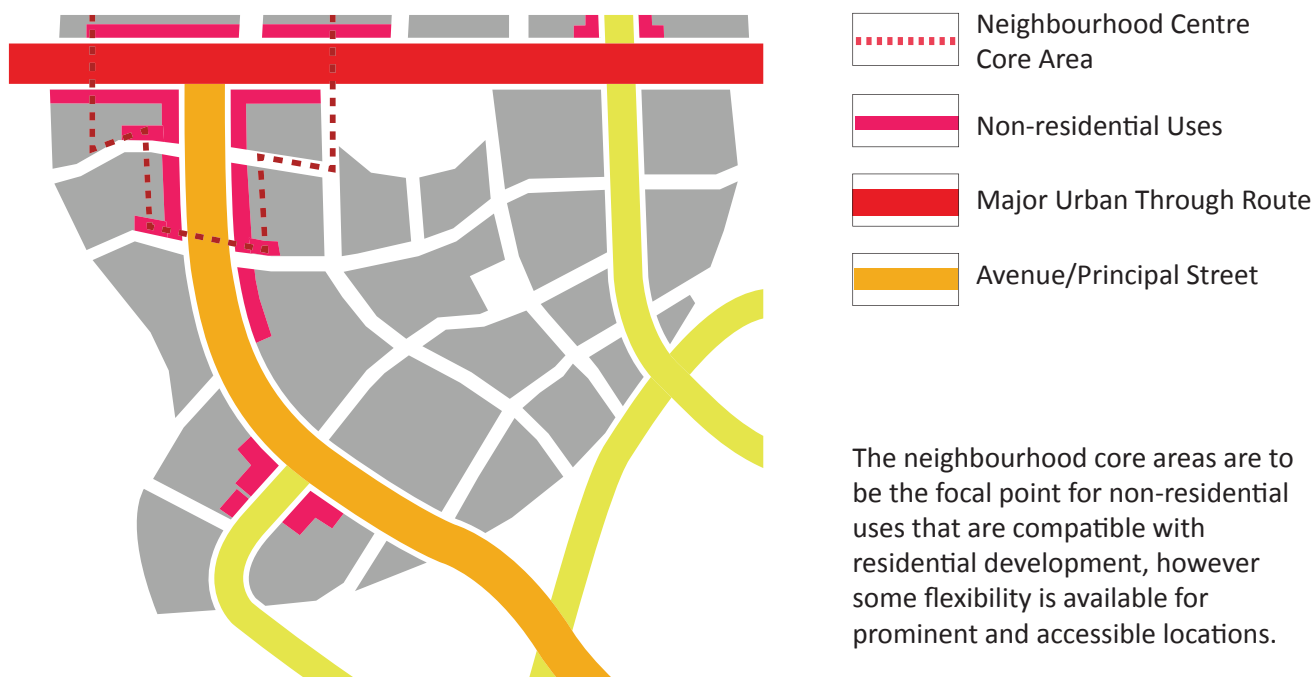 Neighbourhood Centre
Core Area
Non-residential Uses
Major Urban Through Route
Avenue/Principal Street
The neighbourhood core areas are to
be the focal point for non-residential
uses that are compatible with
residential development, however
some flexibility is available for
prominent and accessible locations.